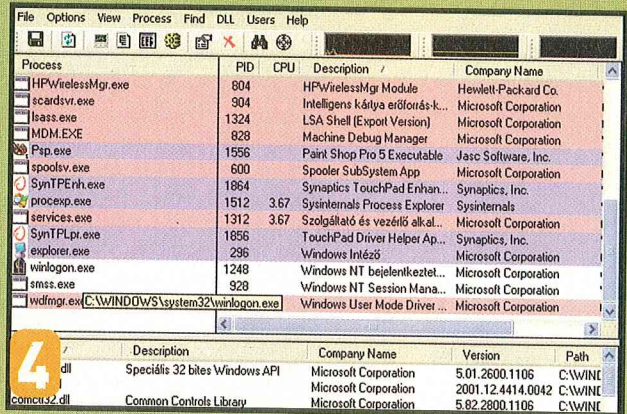 File Options View Process Find DLL Users Help
Process PID CPU Description / Company Name
HPWirelessMgr.exe 804 HPWirelessMgr Module Hewlett-Packard Co.
scardsvr.exe 904 Intelligens kártya erőforrás-k... Microsoft Corporation
lsass.exe 1324 LSA Shell (Export Version) Microsoft Corporation
MDM.EXE 828 Machine Debug Manager Microsoft Corporation
Psp.exe 1556 Paint Shop Pro 5 Executable Jasc Software, Inc.
spoolsv.exe 600 Spooler SubSystem App Microsoft Corporation
SynTPEnh.exe 1864 Synaptics TouchPad Enhan... Synaptics, Inc.
procexp.exe 1512 3.67 Sysinternals Process Explorer Sysinternals
services.exe 1312 3.67 Szolgáltató és vezérlő alkal... Microsoft Corporation
SynTPLpr.exe 1856 TouchPad Driver Helper Ap... Synaptics, Inc.
explorer.exe 296 Windows Intéző Microsoft Corporation
winlogon.exe 1248 Windows NT bejelentkeztet... Microsoft Corporation
smss.exe 928 Windows NT Session Mana... Microsoft Corporation
wdfmgr.exe C:\WINDOWS\system32\winlogon.exe Windows User Mode Driver ... Microsoft Corporation
4
/ Description Company Name Version Path
.dll Speciális 32 bites Windows API Microsoft Corporation 5.01.2600.1106 C:\WIND
Microsoft Corporation 2001.12.4414.0042 C:\WIND
comctl32.dll Common Controls Library Microsoft Corporation 5.82.2800.1106 C:\WIND